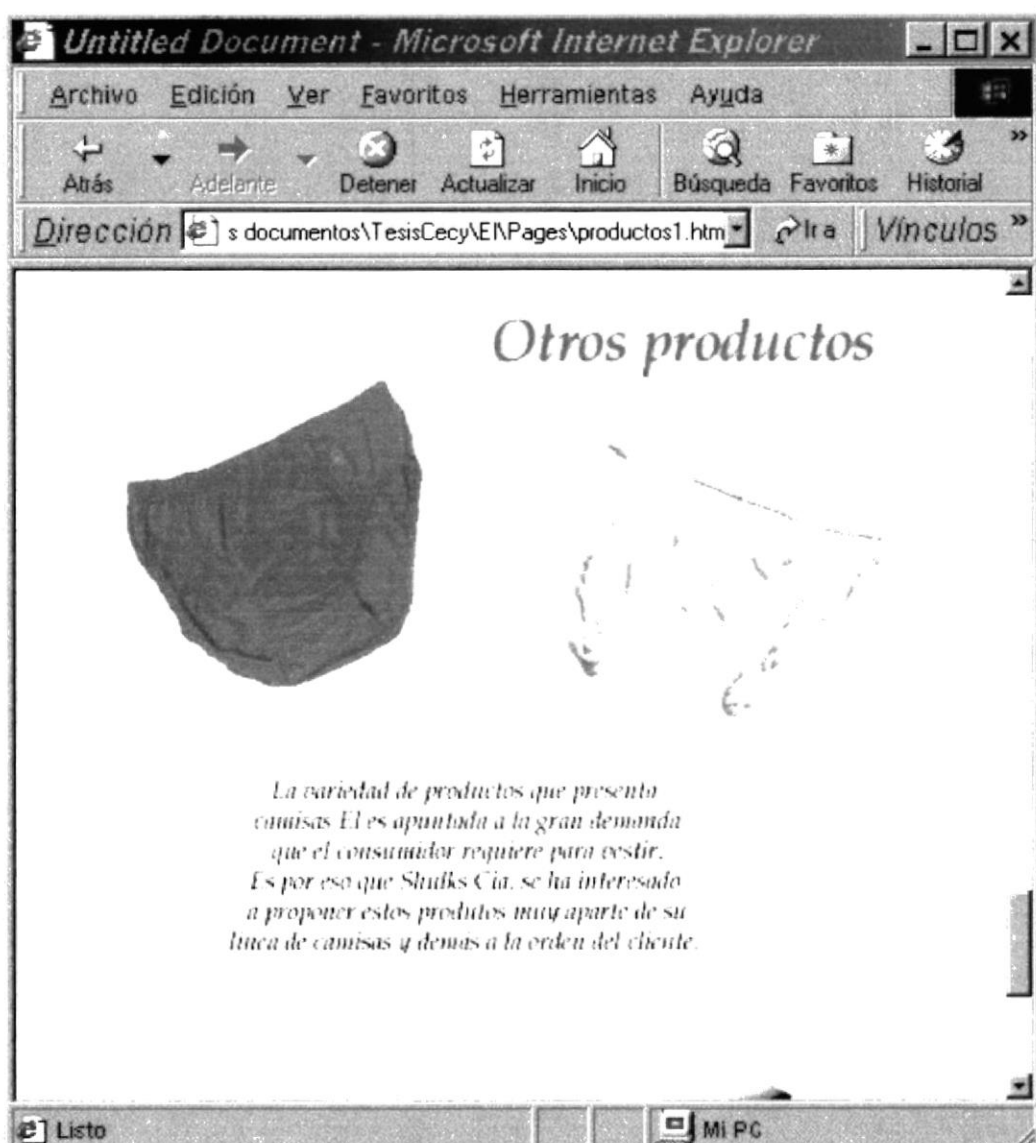 Untitled Document - Microsoft Internet Explorer
Archivo Edición Ver Favoritos Herramientas Ayuda
Atrás Adelante Detener Actualizar Inicio Búsqueda Favoritos Historial »
Dirección s documentos\TesisCecy\El\Pages\productos1.htm Ir a Vínculos »
Otros productos
La variedad de productos que presenta
camisas El es apuntada a la gran demanda
que el consumidor requiere para vestir.
Es por eso que Shulks Cia. se ha interesado
a proponer estos produtos muy aparte de su
linea de camisas y demás a la orden del cliente.
Listo Mi PC